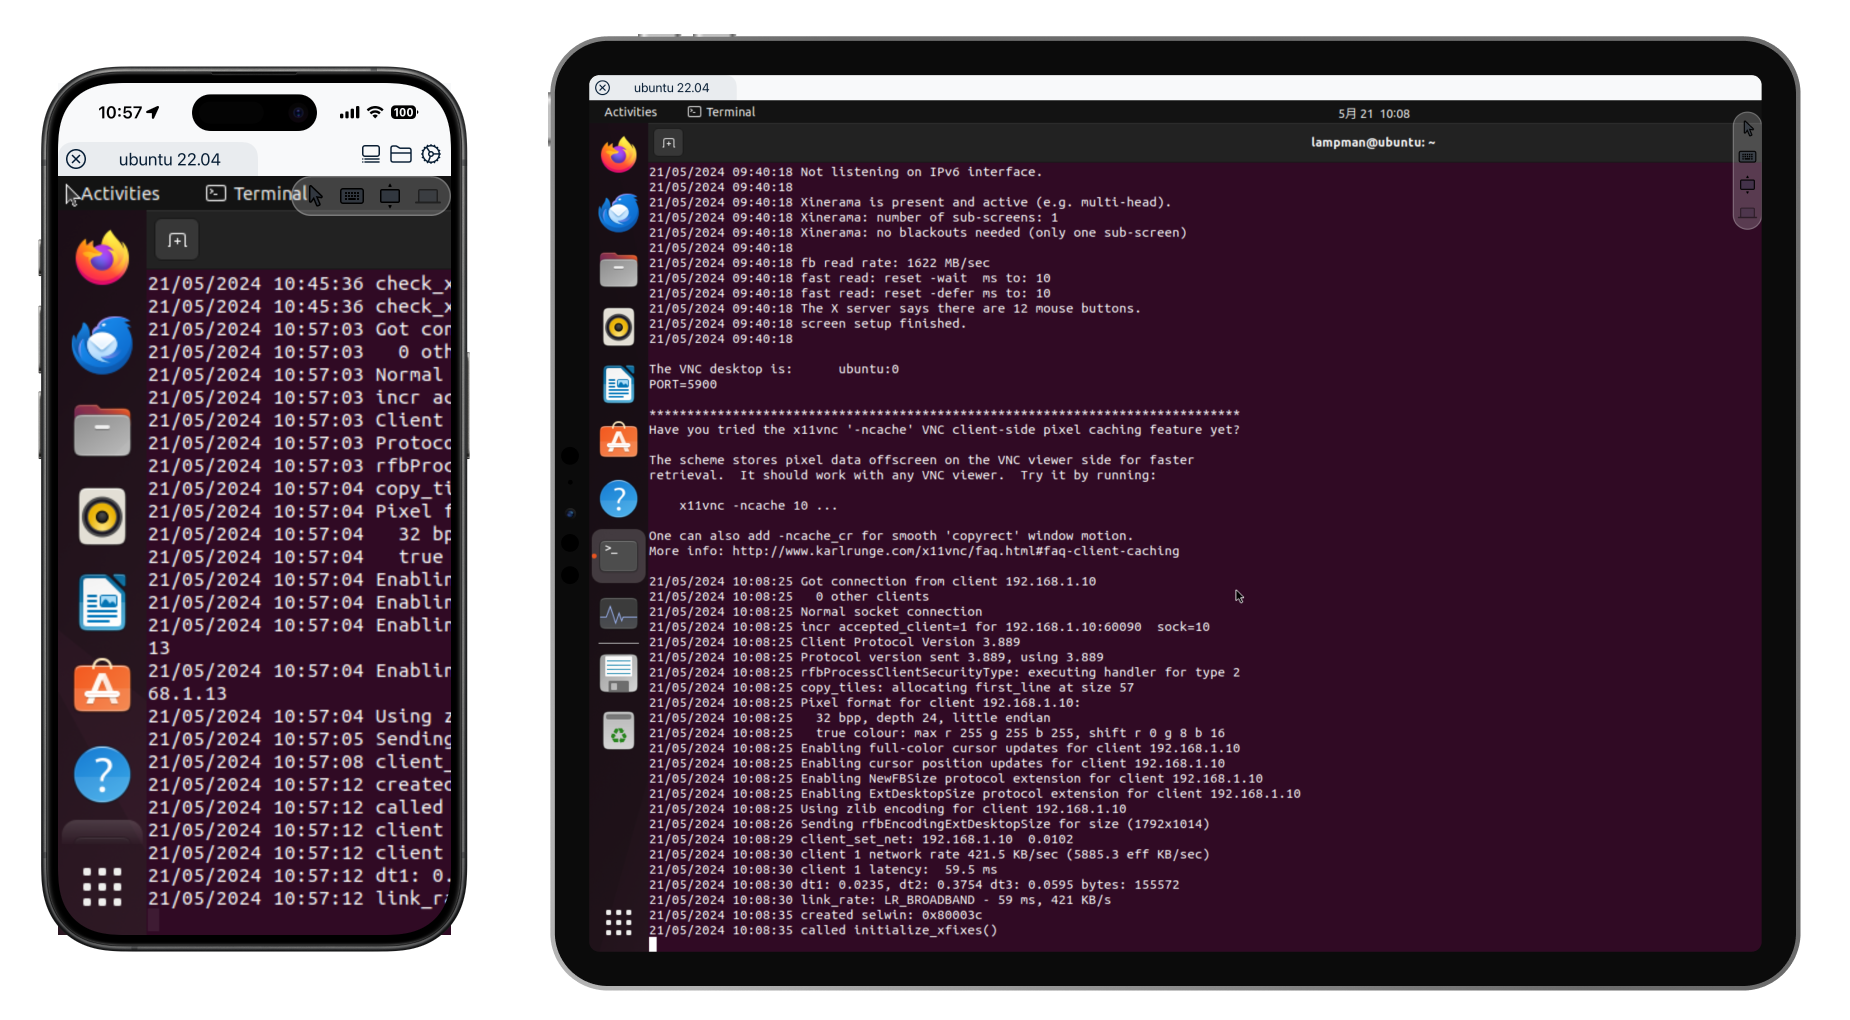 10:57
100
ubuntu 22.04
Activities
Terminal
21/05/2024 10:45:36 check_x
21/05/2024 10:45:36 check_x
21/05/2024 10:57:03 Got con
21/05/2024 10:57:03   0 oth
21/05/2024 10:57:03 Normal
21/05/2024 10:57:03 incr ac
21/05/2024 10:57:03 Client
21/05/2024 10:57:03 Protoco
21/05/2024 10:57:03 rfbProc
21/05/2024 10:57:04 copy_ti
21/05/2024 10:57:04 Pixel f
21/05/2024 10:57:04   32 bp
21/05/2024 10:57:04   true
21/05/2024 10:57:04 Enablin
21/05/2024 10:57:04 Enablin
21/05/2024 10:57:04 Enablin
13
21/05/2024 10:57:04 Enablin
68.1.13
21/05/2024 10:57:04 Using z
21/05/2024 10:57:05 Sending
21/05/2024 10:57:08 client_
21/05/2024 10:57:12 created
21/05/2024 10:57:12 called
21/05/2024 10:57:12 client
21/05/2024 10:57:12 client
21/05/2024 10:57:12 dt1: 0.
21/05/2024 10:57:12 link_ra
ubuntu 22.04
Activities
Terminal
5月 21 10:08
lampman@ubuntu: ~
21/05/2024 09:40:18 Not listening on IPv6 interface.
21/05/2024 09:40:18
21/05/2024 09:40:18 Xinerama is present and active (e.g. multi-head).
21/05/2024 09:40:18 Xinerama: number of sub-screens: 1
21/05/2024 09:40:18 Xinerama: no blackouts needed (only one sub-screen)
21/05/2024 09:40:18
21/05/2024 09:40:18 fb read rate: 1622 MB/sec
21/05/2024 09:40:18 fast read: reset -wait  ms to: 10
21/05/2024 09:40:18 fast read: reset -defer ms to: 10
21/05/2024 09:40:18 The X server says there are 12 mouse buttons.
21/05/2024 09:40:18 screen setup finished.
21/05/2024 09:40:18
The VNC desktop is:      ubuntu:0
PORT=5900
******************************************************************************
Have you tried the x11vnc '-ncache' VNC client-side pixel caching feature yet?
The scheme stores pixel data offscreen on the VNC viewer side for faster
retrieval.  It should work with any VNC viewer.  Try it by running:
x11vnc -ncache 10 ...
One can also add -ncache_cr for smooth 'copyrect' window motion.
More info: http://www.karlrunge.com/x11vnc/faq.html#faq-client-caching
21/05/2024 10:08:25 Got connection from client 192.168.1.10
21/05/2024 10:08:25   0 other clients
21/05/2024 10:08:25 Normal socket connection
21/05/2024 10:08:25 incr accepted_client=1 for 192.168.1.10:60090  sock=10
21/05/2024 10:08:25 Client Protocol Version 3.889
21/05/2024 10:08:25 Protocol version sent 3.889, using 3.889
21/05/2024 10:08:25 rfbProcessClientSecurityType: executing handler for type 2
21/05/2024 10:08:25 copy_tiles: allocating first_line at size 57
21/05/2024 10:08:25 Pixel format for client 192.168.1.10:
21/05/2024 10:08:25   32 bpp, depth 24, little endian
21/05/2024 10:08:25   true colour: max r 255 g 255 b 255, shift r 0 g 8 b 16
21/05/2024 10:08:25 Enabling full-color cursor updates for client 192.168.1.10
21/05/2024 10:08:25 Enabling cursor position updates for client 192.168.1.10
21/05/2024 10:08:25 Enabling NewFBSize protocol extension for client 192.168.1.10
21/05/2024 10:08:25 Enabling ExtDesktopSize protocol extension for client 192.168.1.10
21/05/2024 10:08:25 Using zlib encoding for client 192.168.1.10
21/05/2024 10:08:26 Sending rfbEncodingExtDesktopSize for size (1792x1014)
21/05/2024 10:08:29 client_set_net: 192.168.1.10  0.0102
21/05/2024 10:08:30 client 1 network rate 421.5 KB/sec (5885.3 eff KB/sec)
21/05/2024 10:08:30 client 1 latency:  59.5 ms
21/05/2024 10:08:30 dt1: 0.0235, dt2: 0.3754 dt3: 0.0595 bytes: 155572
21/05/2024 10:08:30 link_rate: LR_BROADBAND - 59 ms, 421 KB/s
21/05/2024 10:08:35 created selwin: 0x80003c
21/05/2024 10:08:35 called initialize_xfixes()